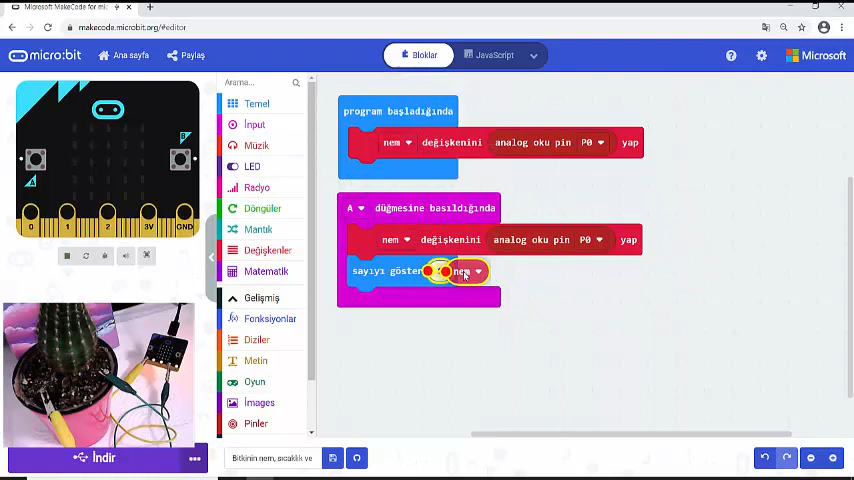 Microsoft MakeCode for micro:bit
makecode.microbit.org/#editor
micro:bit
Ana sayfa
Paylaş
Bloklar
JavaScript
Microsoft
Arama...
Temel
İnput
Müzik
LED
Radyo
Döngüler
Mantık
Değişkenler
Matematik
Gelişmiş
Fonksiyonlar
Diziler
Metin
Oyun
İmages
Pinler
program başladığında
nem değişkenini analog oku pin P0 yap
A düğmesine basıldığında
nem değişkenini analog oku pin P0 yap
sayıyı göster nem
B
A
0 1 2 3V GND
İndir
Bitkinin nem, sıcaklık ve